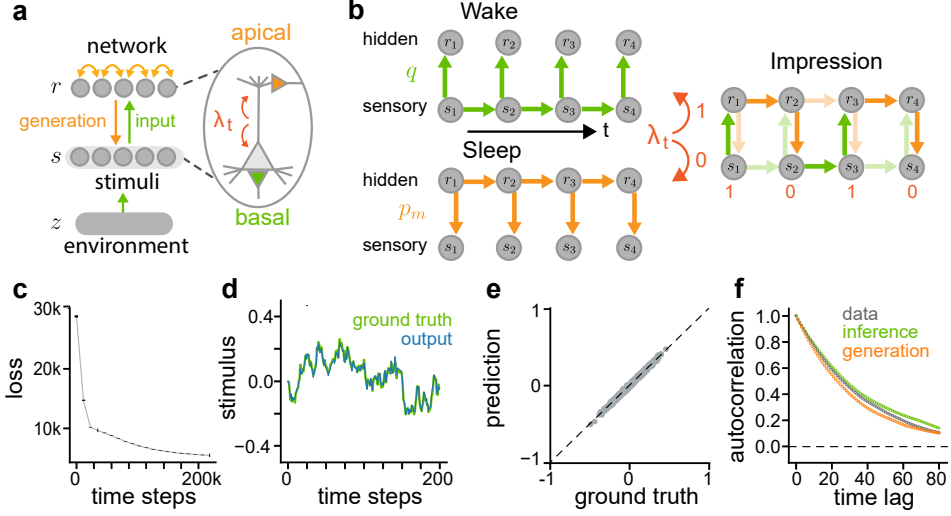 a
network
r
generation
input
s
stimuli
z
environment
apical
λt
basal
b
Wake
hidden
r1 r2 r3 r4
q
sensory
s1 s2 s3 s4
t
Sleep
hidden
r1 r2 r3 r4
pm
sensory
s1 s2 s3 s4
λt
1
0
Impression
r1 r2 r3 r4
s1 s2 s3 s4
1 0 1 0
c
loss
30k
20k
10k
0 200k
time steps
d
stimulus
0.4
0.0
−0.4
ground truth
output
0 200
time steps
e
prediction
1
0
-1
-1 0 1
ground truth
f
autocorrelation
1.0
0.8
0.6
0.4
0.2
0.0
data
inference
generation
0 20 40 60 80
time lag